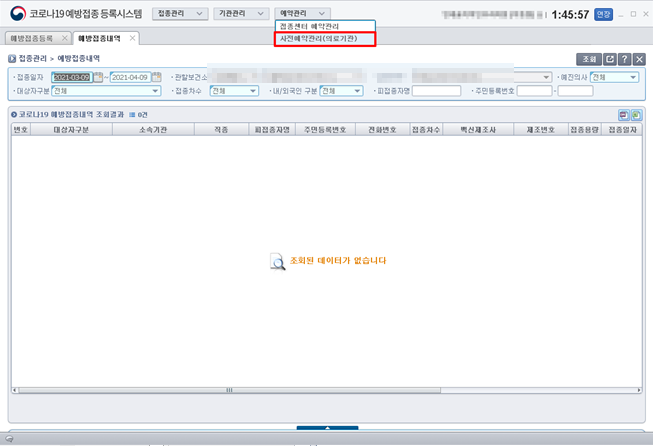 코로나19 예방접종 등록시스템 접종관리 기관관리 예약관리 1:45:57 연장
접종센터 예약관리
사전예약관리(의료기관)
예방접종등록 예방접종내역
접종관리 > 예방접종내역 조회
접종일자 2021-03-09 ~ 2021-04-09 관할보건소 예진의사 전체
대상자구분 전체 접종차수 전체 내/외국인 구분 전체 피접종자명 주민등록번호 -
코로나19 예방접종내역 조회결과 0건
번호 대상자구분 소속기관 직종 피접종자명 주민등록번호 전화번호 접종차수 백신제조사 제조번호 접종용량 접종일자
조회된 데이터가 없습니다